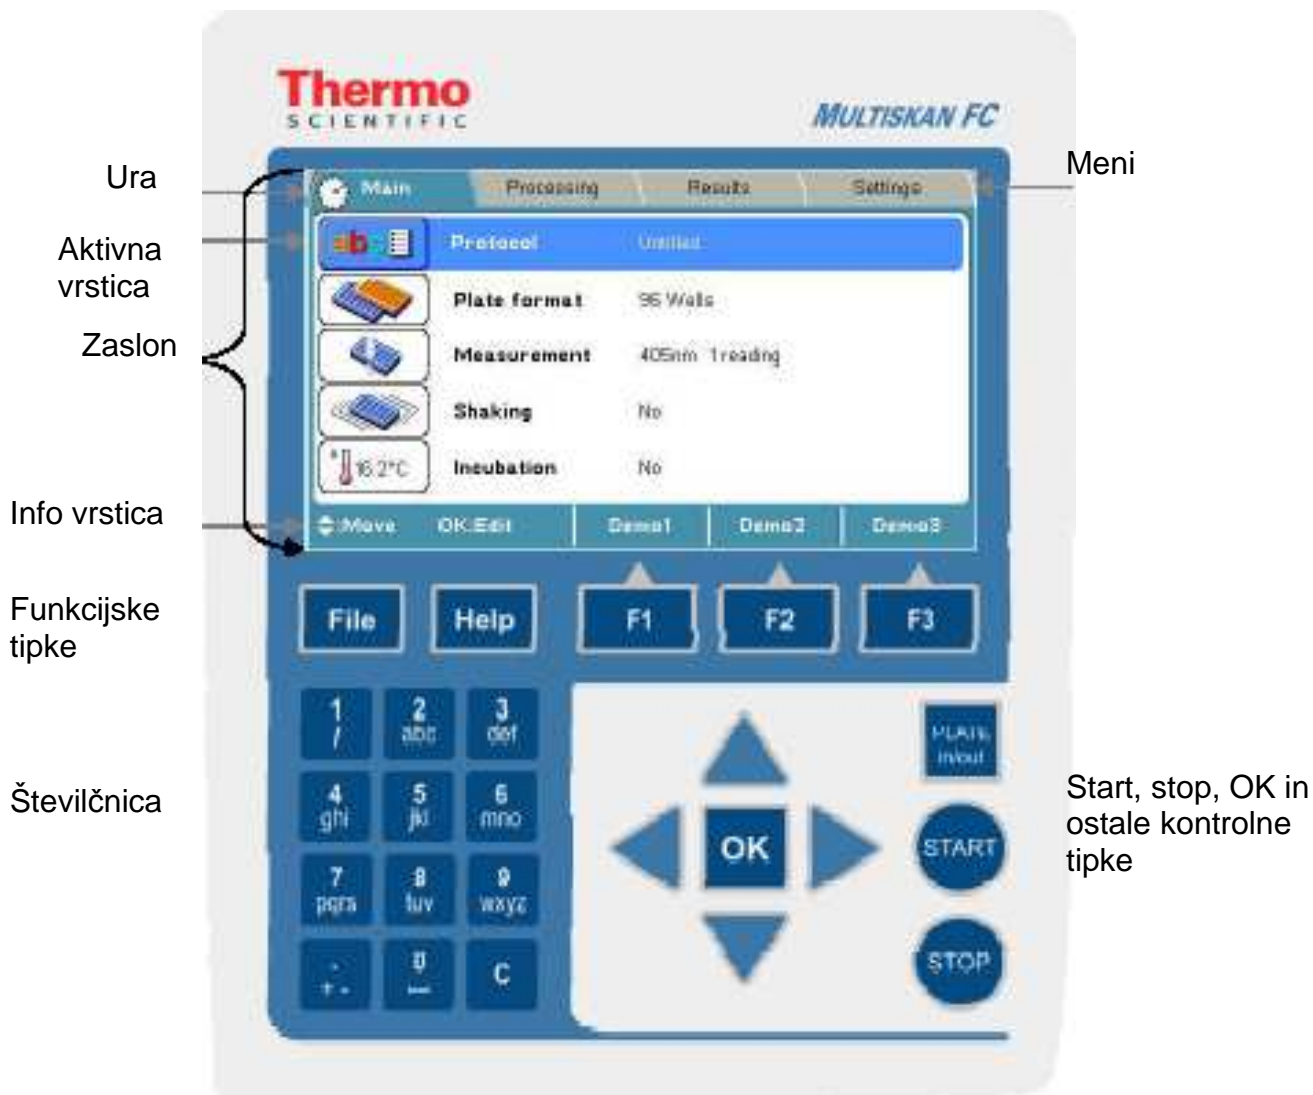 Thermo
SCIENTIFIC
MULTISKAN FC
Ura
Meni
Main Processing Results Settings
Aktivna
vrstica
Protocol Untitled
Plate format 96 Wells
Zaslon
Measurement 405nm 1 reading
Shaking No
16.2°C Incubation No
Info vrstica
Move OK:Edit Demo1 Demo2 Demo3
Funkcijske
tipke
File Help F1 F2 F3
1 2 3
/ abc def
PLATE
in/out
Številčnica
4 5 6
ghi jkl mno
Start, stop, OK in
ostale kontrolne
tipke
OK
START
7 8 9
pqrs tuv wxyz
. 0 C
+ -
STOP